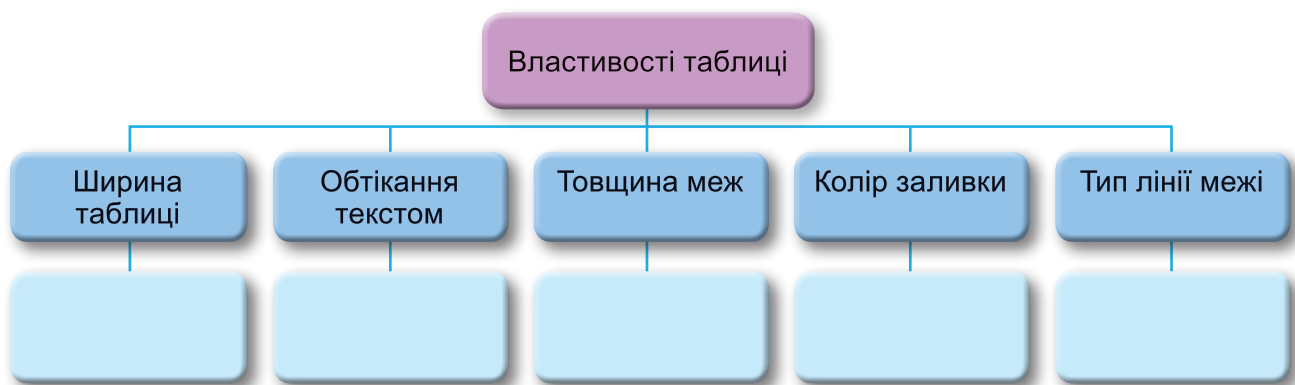 Властивості таблиці
Ширина
таблиці
Обтікання
текстом
Товщина меж
Колір заливки
Тип лінії межі